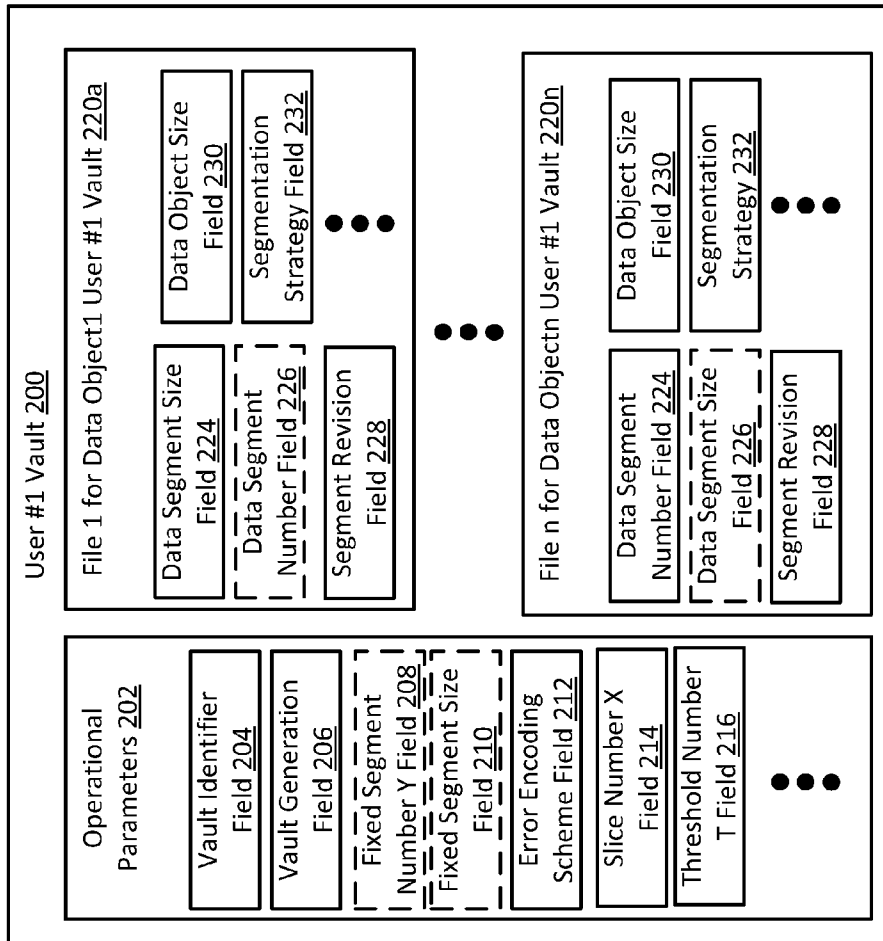 User #1 Vault 200
Operational
Parameters 202
Vault Identifier
Field 204
Vault Generation
Field 206
Fixed Segment
Number Y Field 208
Fixed Segment Size
Field 210
Error Encoding
Scheme Field 212
Slice Number X
Field 214
Threshold Number
T Field 216
File 1 for Data Object1 User #1 Vault 220a
Data Segment Size
Field 224
Data Segment
Number Field 226
Segment Revision
Field 228
Data Object Size
Field 230
Segmentation
Strategy Field 232
File n for Data Objectn User #1 Vault 220n
Data Segment
Number Field 224
Data Segment Size
Field 226
Segment Revision
Field 228
Data Object Size
Field 230
Segmentation
Strategy 232